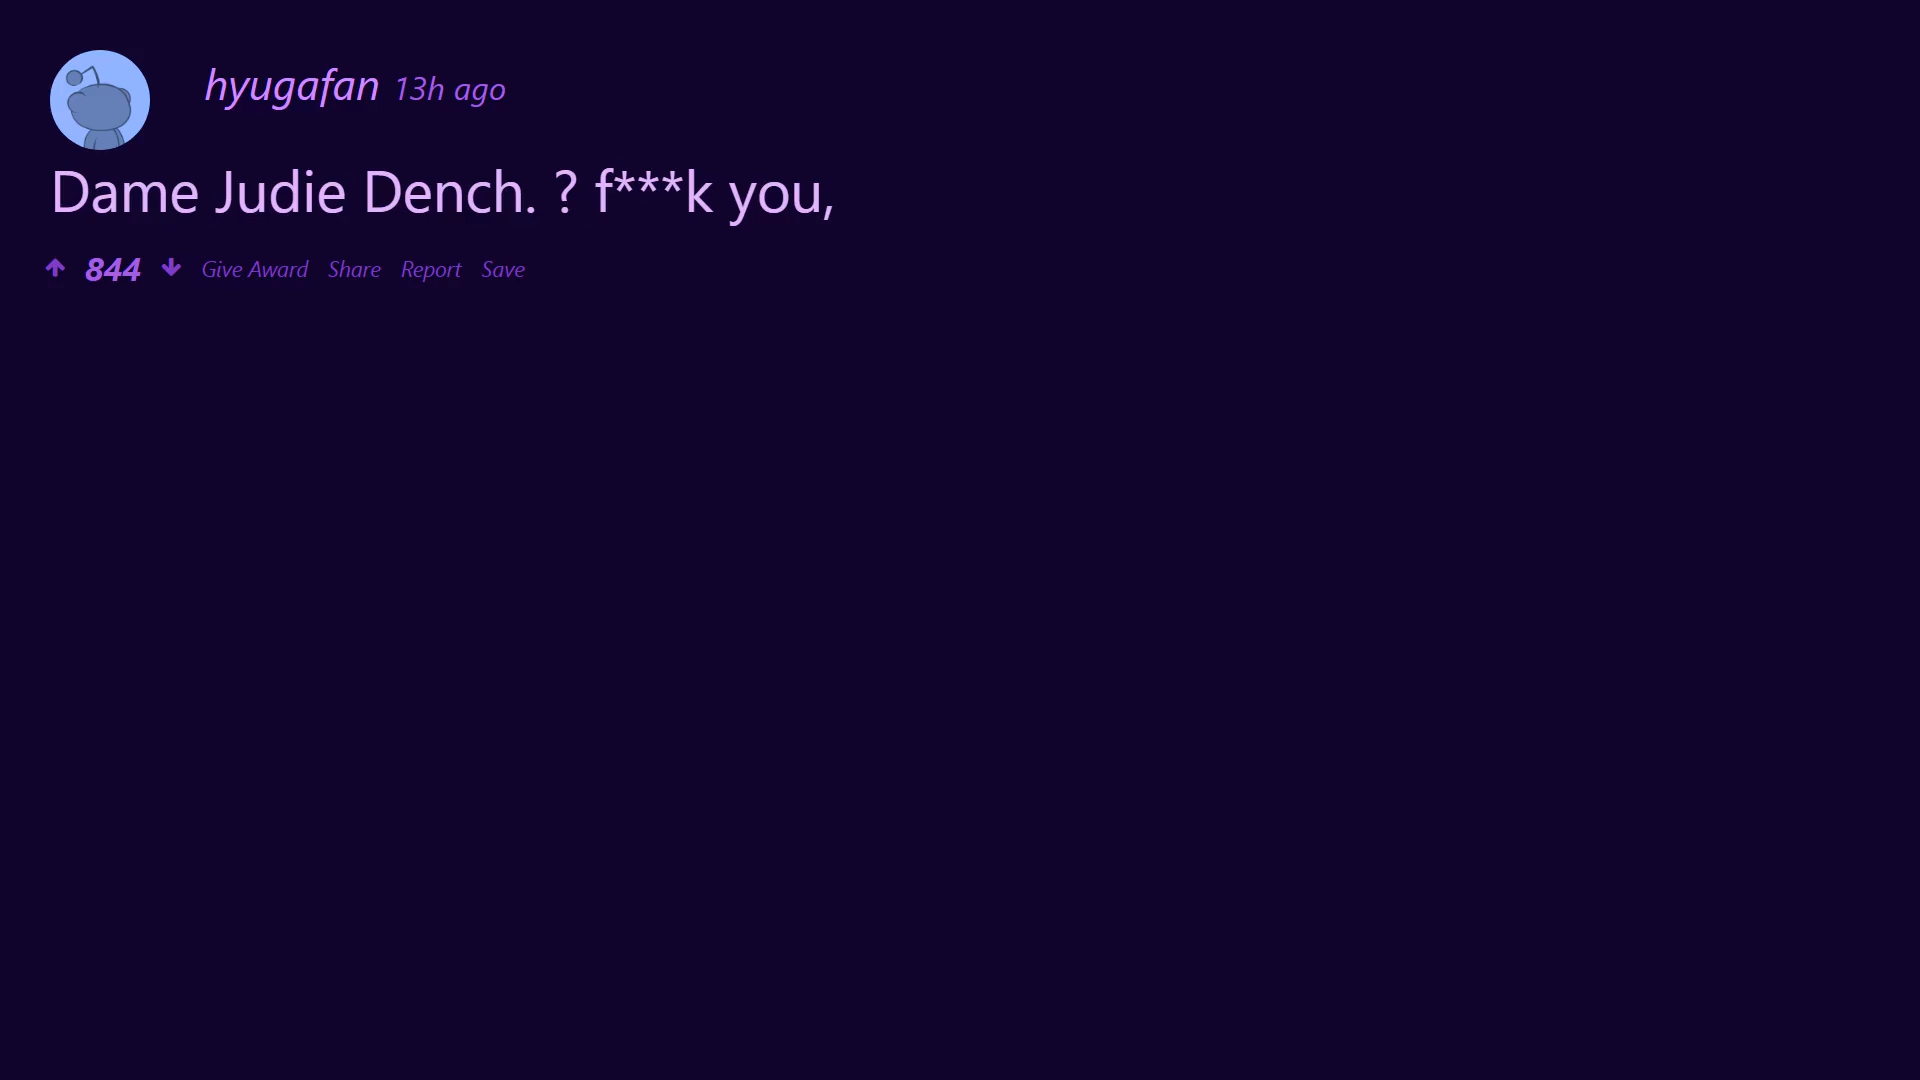 hyugafan 13h ago
Dame Judie Dench. ? f***k you,
844 Give Award Share Report Save